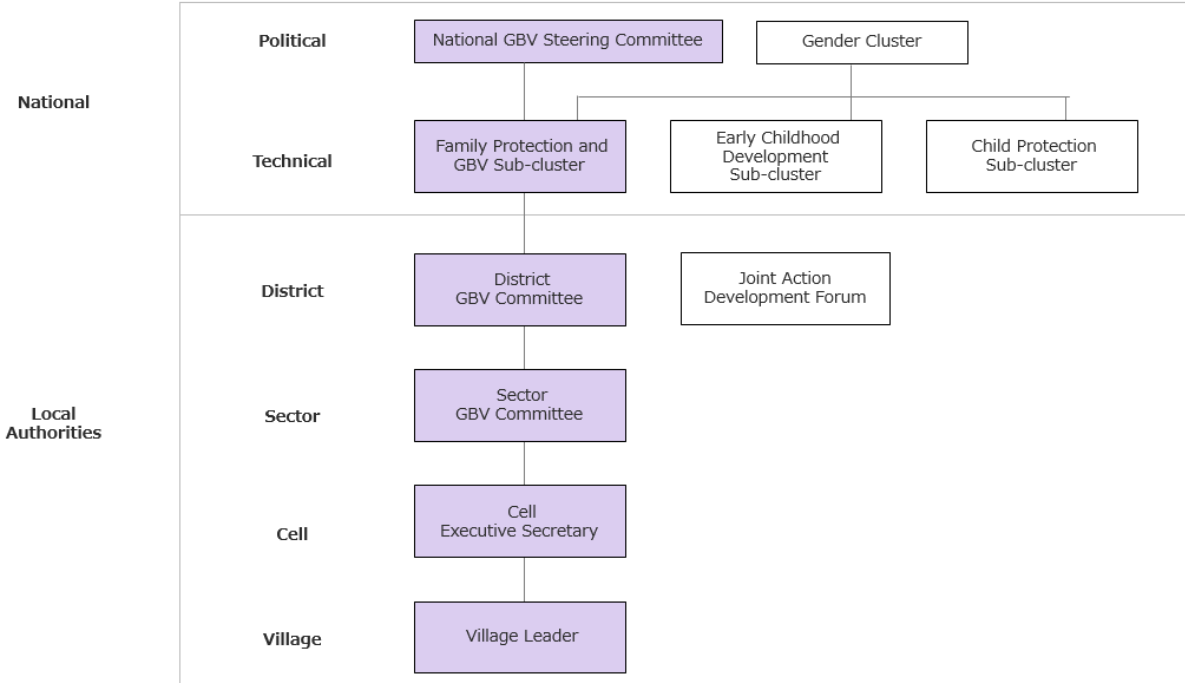 Political
National GBV Steering Committee
Gender Cluster
National
Technical
Family Protection and
GBV Sub-cluster
Early Childhood
Development
Sub-cluster
Child Protection
Sub-cluster
District
District
GBV Committee
Joint Action
Development Forum
Local
Authorities
Sector
Sector
GBV Committee
Cell
Cell
Executive Secretary
Village
Village Leader